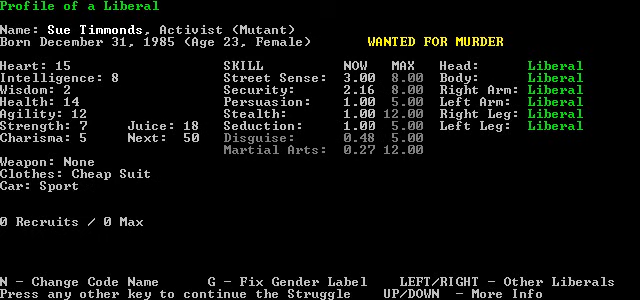 Profile of a Liberal
Name: Sue Timmonds, Activist (Mutant)
Born December 31, 1985 (Age 23, Female) WANTED FOR MURDER
Heart: 15 SKILL NOW MAX Head: Liberal
Intelligence: 8 Street Sense: 3.00 8.00 Body: Liberal
Wisdom: 2 Security: 2.16 8.00 Right Arm: Liberal
Health: 14 Persuasion: 1.00 5.00 Left Arm: Liberal
Agility: 12 Stealth: 1.00 12.00 Right Leg: Liberal
Strength: 7 Juice: 18 Seduction: 1.00 5.00 Left Leg: Liberal
Charisma: 5 Next: 50 Disguise: 0.48 5.00
Martial Arts: 0.27 12.00
Weapon: None
Clothes: Cheap Suit
Car: Sport
0 Recruits / 0 Max
N - Change Code Name G - Fix Gender Label LEFT/RIGHT - Other Liberals
Press any other key to continue the Struggle UP/DOWN - More Info